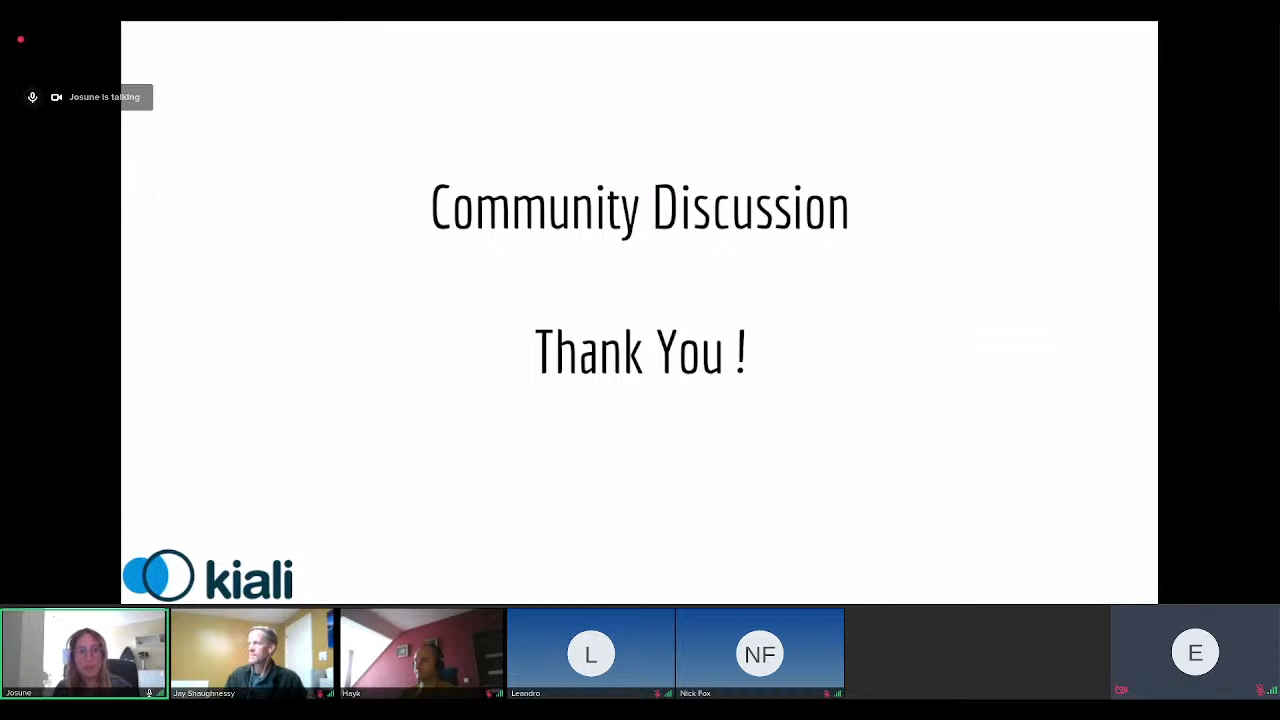 Josune is talking
Community Discussion
Thank You !
kiali
L
NF
E
Josune
Jay Shaughnessy
Hayk
Leandro
Nick Fox